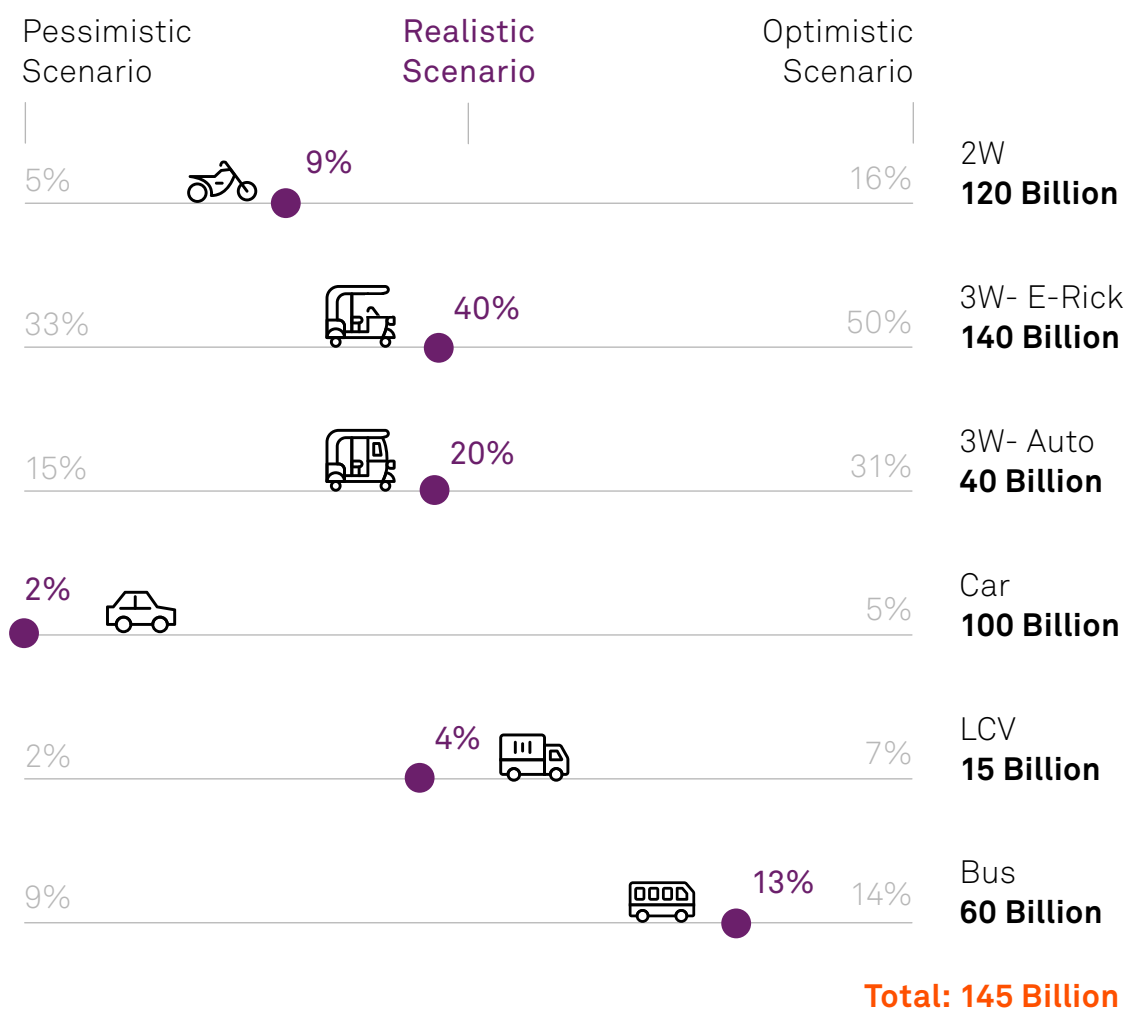 Pessimistic
Scenario
Realistic
Scenario
Optimistic
Scenario
5%
9%
16%
2W
120 Billion
33%
40%
50%
3W- E-Rick
140 Billion
15%
20%
31%
3W- Auto
40 Billion
2%
5%
Car
100 Billion
2%
4%
7%
LCV
15 Billion
9%
13%
14%
Bus
60 Billion
Total: 145 Billion